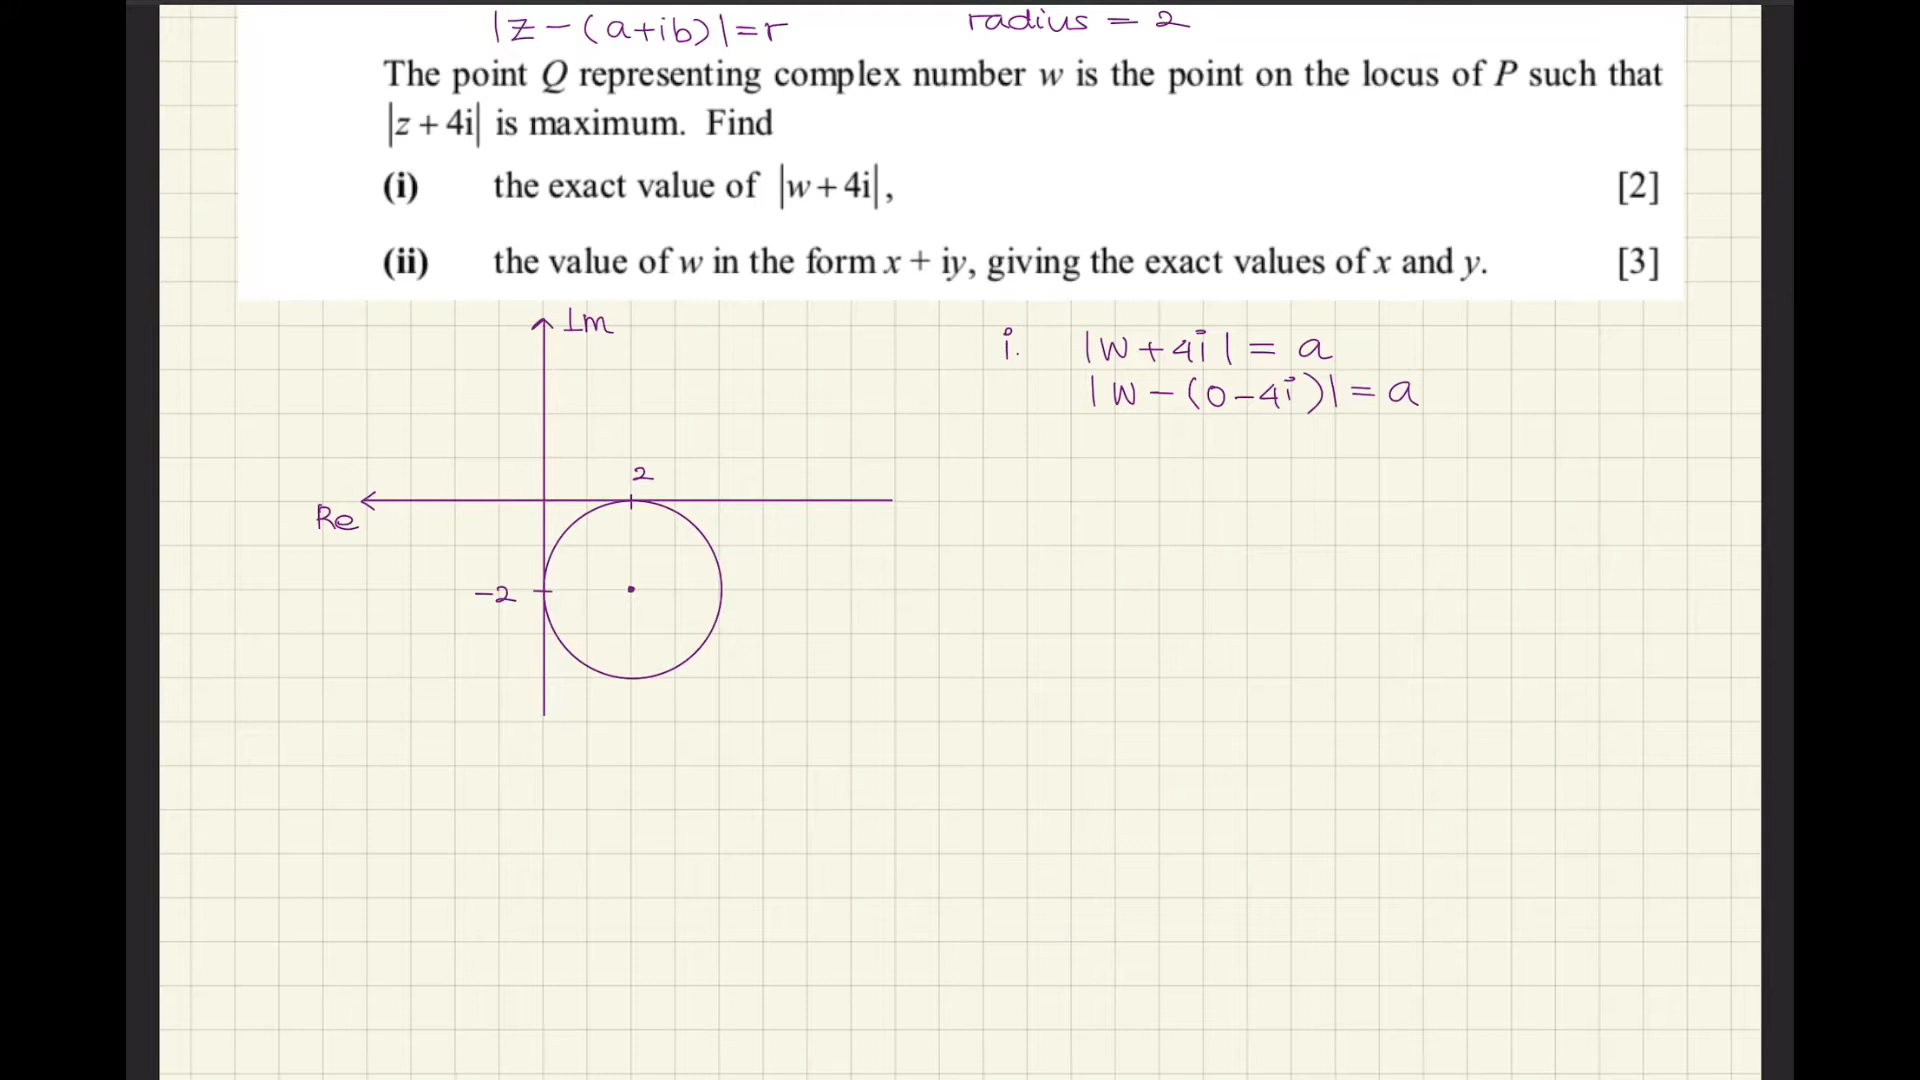 |z-(a+ib)|=r radius = 2
The point Q representing complex number w is the point on the locus of P such that
|z + 4i| is maximum. Find
(i) the exact value of |w + 4i|, [2]
(ii) the value of w in the form x + iy, giving the exact values of x and y. [3]
Im
i. |w+4i| = a
|w-(0-4i)| = a
2
Re
-2